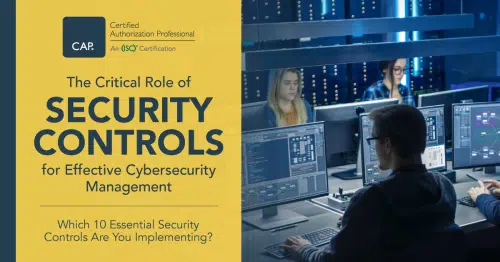 CAP.
Certified
Authorization Professional
An (ISC)² Certification
The Critical Role of
SECURITY
CONTROLS
for Effective Cybersecurity
Management
Which 10 Essential Security
Controls Are You Implementing?